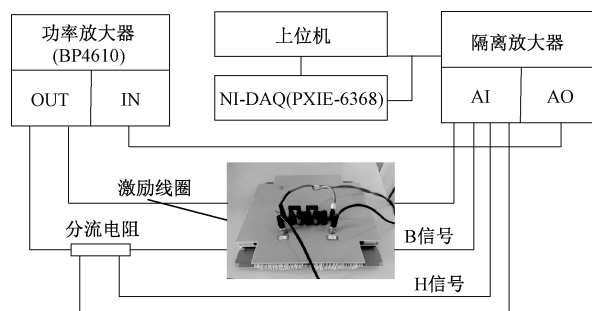 功率放大器
(BP4610)
OUT
IN
上位机
NI-DAQ(PXIE-6368)
隔离放大器
AI
AO
激励线圈
分流电阻
B信号
H信号